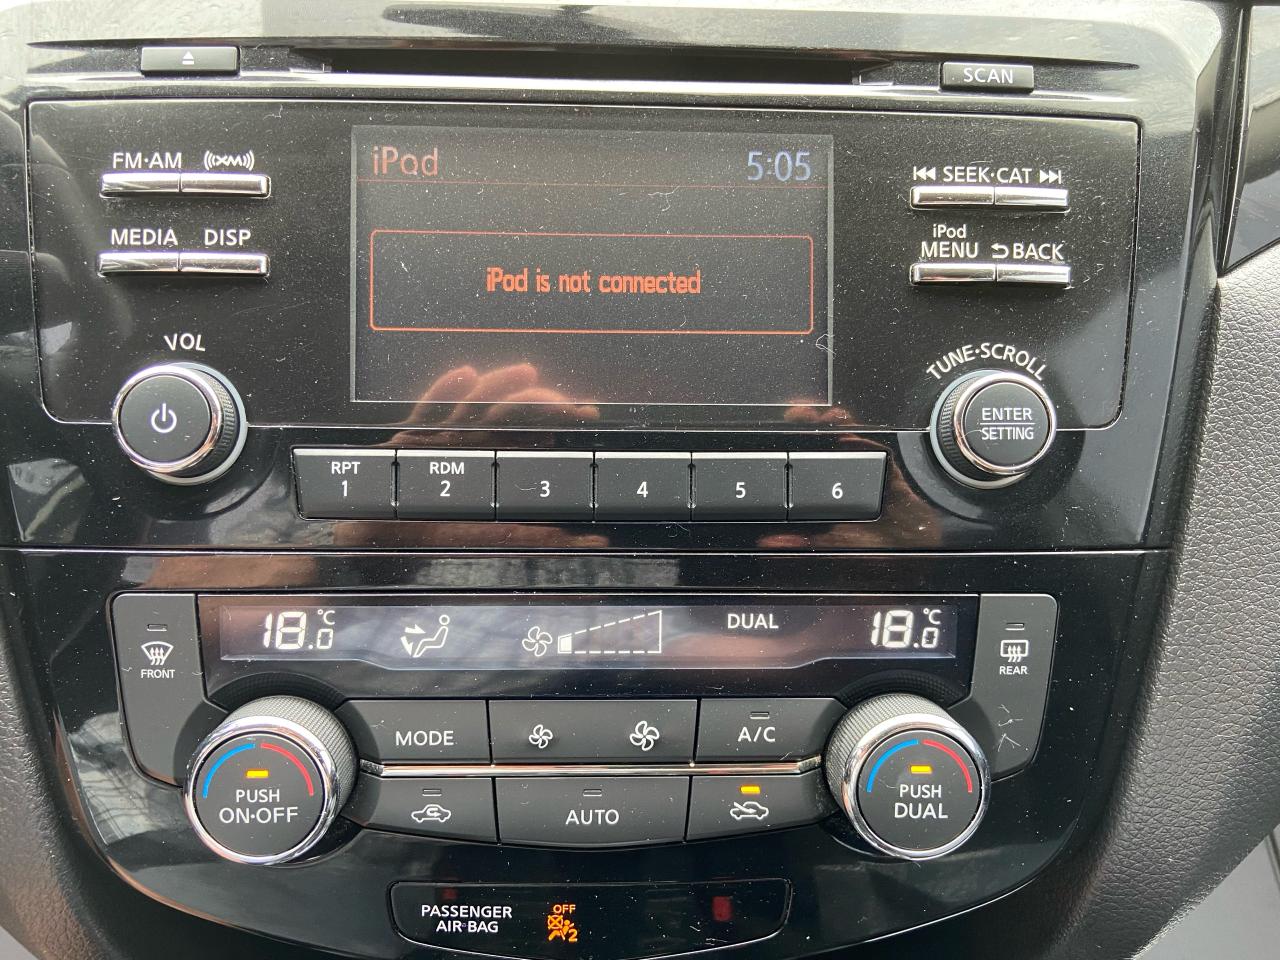 SCAN
FM·AM
XM
MEDIA
DISP
iPod
5:05
iPod is not connected
SEEK·CAT
iPod
MENU
BACK
VOL
TUNE·SCROLL
ENTER
SETTING
RPT
1
RDM
2
3
4
5
6
18.0 °C
DUAL
18.0 °C
FRONT
REAR
MODE
A/C
PUSH
ON·OFF
AUTO
PUSH
DUAL
PASSENGER
AIR BAG
OFF
2